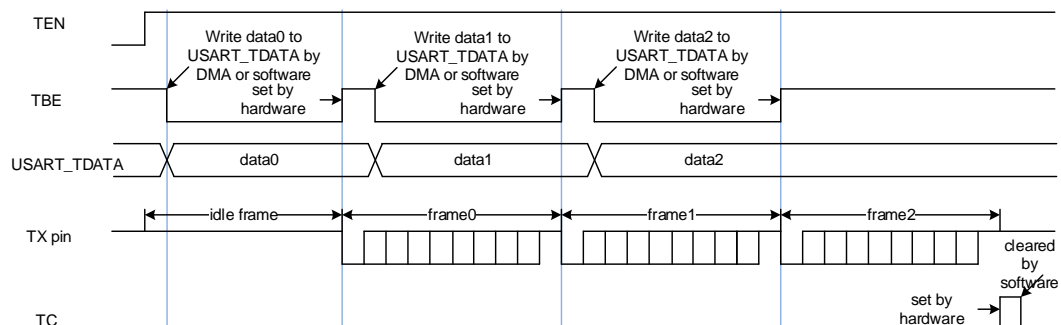 TEN
Write data0 to
USART_TDATA by
DMA or software
Write data1 to
USART_TDATA by
DMA or software
Write data2 to
USART_TDATA by
DMA or software
TBE
set by
hardware
set by
hardware
set by
hardware
USART_TDATA
data0
data1
data2
idle frame
frame0
frame1
frame2
TX pin
cleared
by
software
set by
hardware
TC